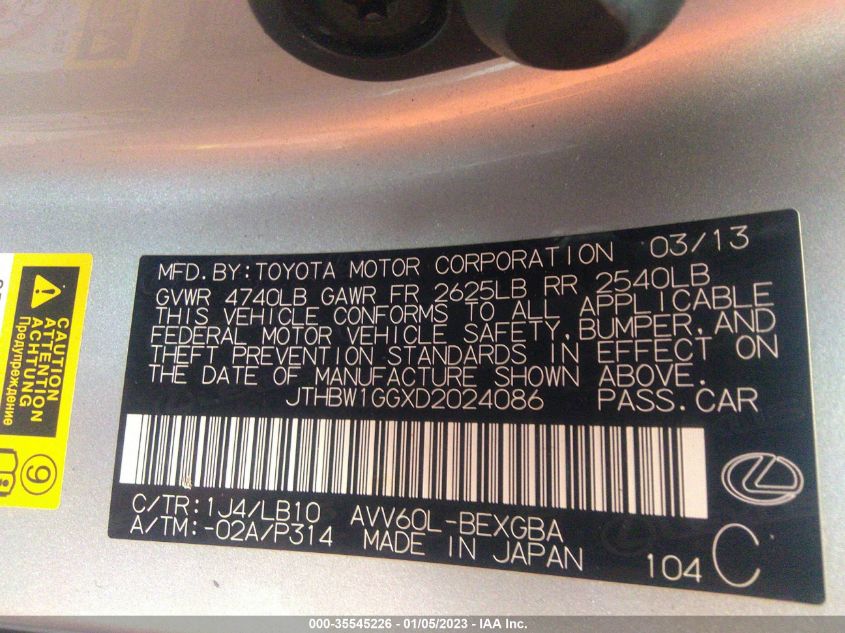 MFD. BY: TOYOTA MOTOR CORPORATION 03/13
GVWR 4740LB GAWR FR 2625LB RR 2540LB
THIS VEHICLE CONFORMS TO ALL APPLICABLE
FEDERAL MOTOR VEHICLE SAFETY, BUMPER, AND
THEFT PREVENTION STANDARDS IN EFFECT ON
THE DATE OF MANUFACTURE SHOWN ABOVE.
JTHBW1GGXD2024086 PASS. CAR
C/TR: 1J4/LB10 AVV60L-BEXGBA
A/TM: -02A/P314 MADE IN JAPAN
104 C
CAUTION
ATTENTION
ACHTUNG
Предупреждение
9
000-35545226 - 01/05/2023 - IAA Inc.